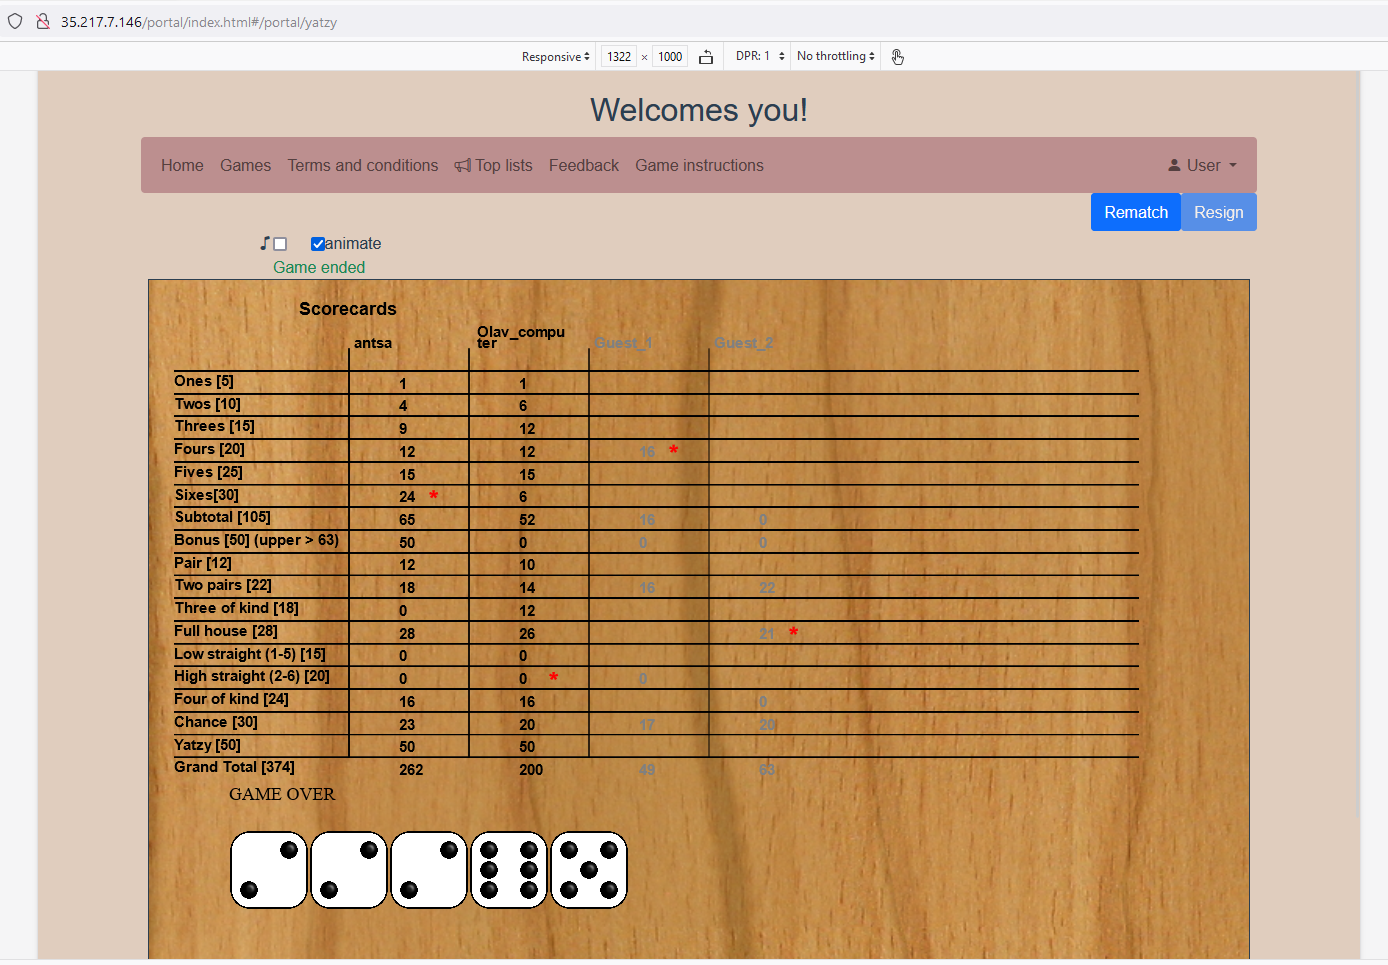 35.217.7.146/portal/index.html#/portal/yatzy
Responsive 1322 × 1000 DPR: 1 No throttling
Welcomes you!
Home Games Terms and conditions Top lists Feedback Game instructions User
Rematch Resign
animate
Game ended
Scorecards
antsa Olav_compu
ter Guest_1 Guest_2
Ones [5] 1 1
Twos [10] 4 6
Threes [15] 9 12
Fours [20] 12 12 16 *
Fives [25] 15 15
Sixes[30] 24 * 6
Subtotal [105] 65 52 16 0
Bonus [50] (upper > 63) 50 0 0 0
Pair [12] 12 10
Two pairs [22] 18 14 16 22
Three of kind [18] 0 12
Full house [28] 28 26 21 *
Low straight (1-5) [15] 0 0
High straight (2-6) [20] 0 0 * 0
Four of kind [24] 16 16 0
Chance [30] 23 20 17 20
Yatzy [50] 50 50
Grand Total [374] 262 200 49 63
GAME OVER